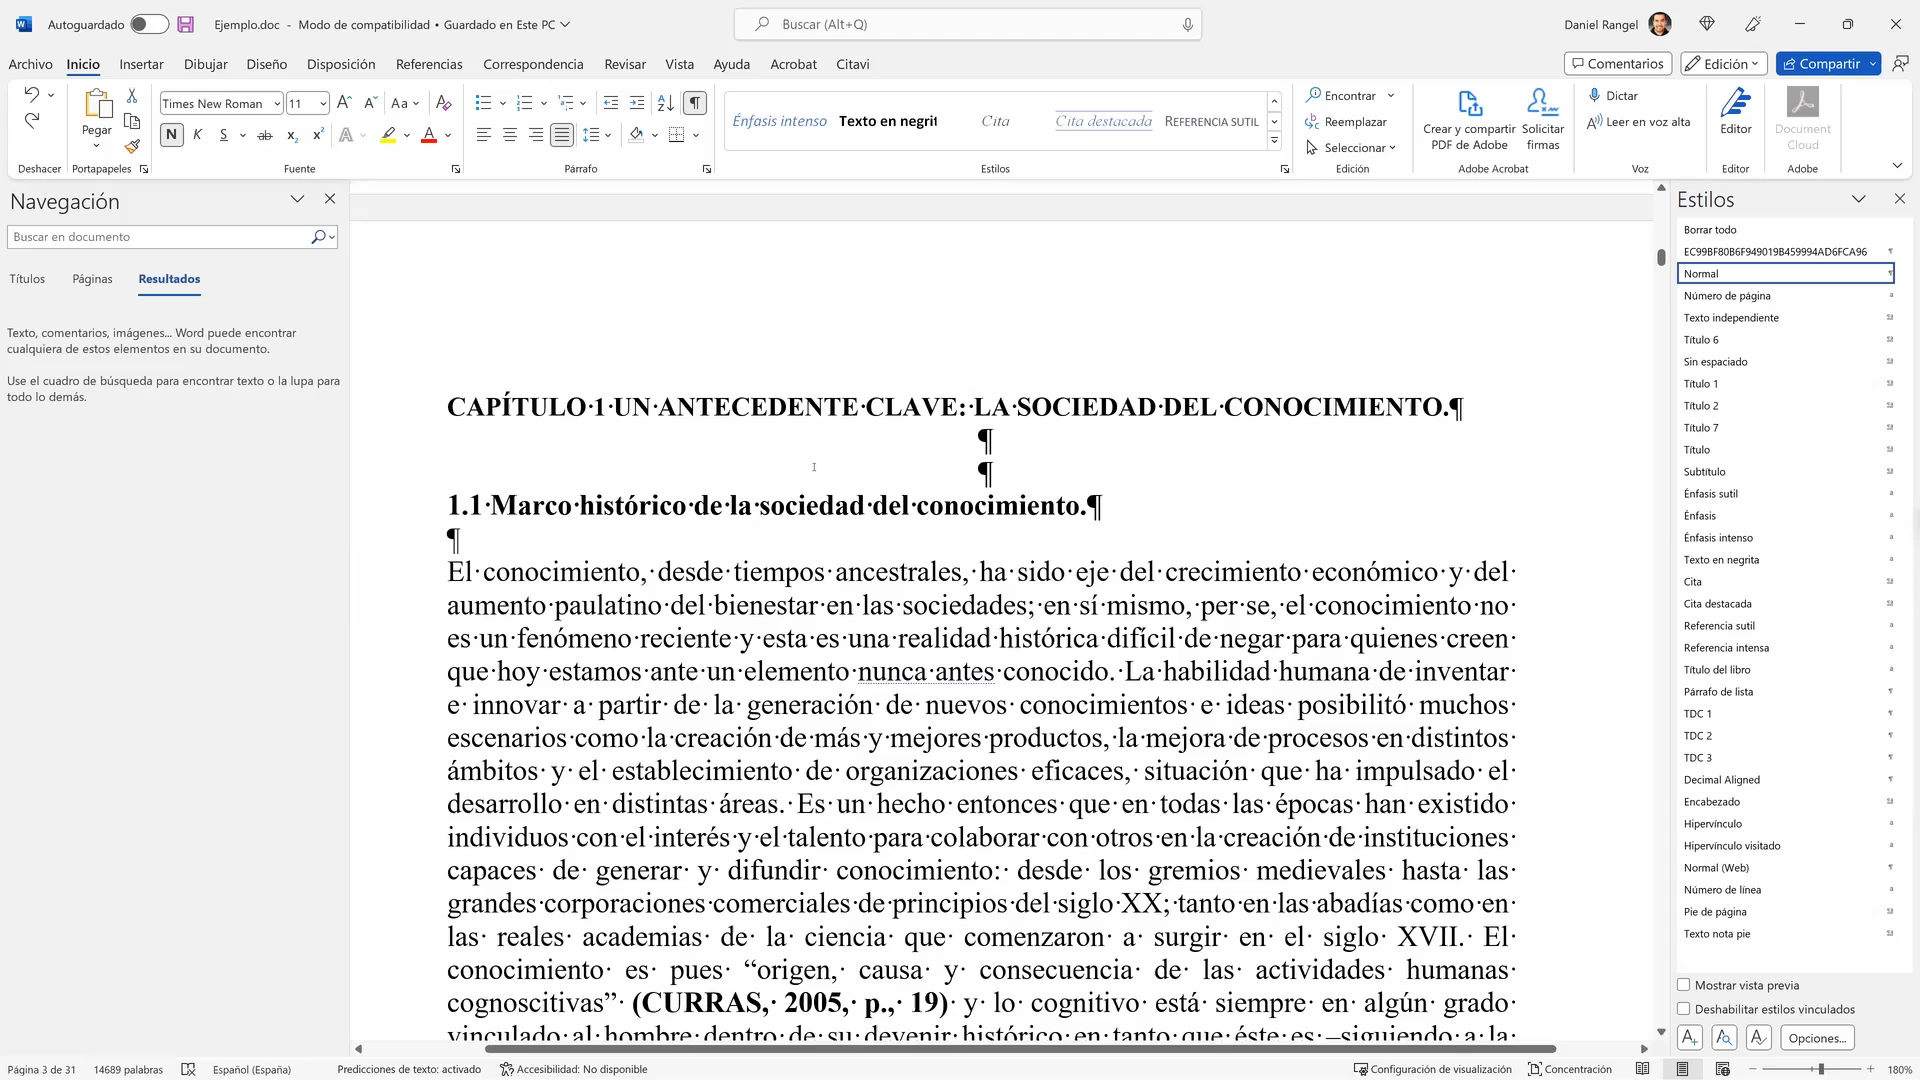 Autoguardado
Ejemplo.doc - Modo de compatibilidad • Guardado en Este PC
Buscar (Alt+Q)
Daniel Rangel
Archivo Inicio Insertar Dibujar Diseño Disposición Referencias Correspondencia Revisar Vista Ayuda Acrobat Citavi
Comentarios Edición Compartir
Pegar
Times New Roman 11 Aa
N K S ab x₂ x² A A
Énfasis intenso Texto en negrit Cita Cita destacada REFERENCIA SUTIL
Encontrar
Reemplazar
Seleccionar
Crear y compartir PDF de Adobe
Solicitar firmas
Dictar
Leer en voz alta
Editor
Document Cloud
Deshacer Portapapeles Fuente Párrafo Estilos Edición Adobe Acrobat Voz Editor Adobe
Navegación
Buscar en documento
Títulos Páginas Resultados
Texto, comentarios, imágenes... Word puede encontrar
cualquiera de estos elementos en su documento.
Use el cuadro de búsqueda para encontrar texto o la lupa para
todo lo demás.
CAPÍTULO·1·UN·ANTECEDENTE·CLAVE:·LA·SOCIEDAD·DEL·CONOCIMIENTO.¶
¶
¶
1.1·Marco·histórico·de·la·sociedad·del·conocimiento.¶
¶
El·conocimiento,·desde·tiempos·ancestrales,·ha·sido·eje·del·crecimiento·económico·y·del·
aumento·paulatino·del·bienestar·en·las·sociedades;·en·sí·mismo,·per·se,·el·conocimiento·no·
es·un·fenómeno·reciente·y·esta·es·una·realidad·histórica·difícil·de·negar·para·quienes·creen·
que·hoy·estamos·ante·un·elemento·nunca·antes·conocido.·La·habilidad·humana·de·inventar·
e·innovar·a·partir·de·la·generación·de·nuevos·conocimientos·e·ideas·posibilitó·muchos·
escenarios·como·la·creación·de·más·y·mejores·productos,·la·mejora·de·procesos·en·distintos·
ámbitos·y·el·establecimiento·de·organizaciones·eficaces,·situación·que·ha·impulsado·el·
desarrollo·en·distintas·áreas.·Es·un·hecho·entonces·que·en·todas·las·épocas·han·existido·
individuos·con·el·interés·y·el·talento·para·colaborar·con·otros·en·la·creación·de·instituciones·
capaces·de·generar·y·difundir·conocimiento:·desde·los·gremios·medievales·hasta·las·
grandes·corporaciones·comerciales·de·principios·del·siglo·XX;·tanto·en·las·abadías·como·en·
las·reales·academias·de·la·ciencia·que·comenzaron·a·surgir·en·el·siglo·XVII.·El·
conocimiento·es·pues·“origen,·causa·y·consecuencia·de·las·actividades·humanas·
cognoscitivas”·(CURRAS,·2005,·p.,·19)·y·lo·cognitivo·está·siempre·en·algún·grado·
vinculado·al·hombre·dentro·de·su·devenir·histórico·en·tanto·que·éste·es·–siguiendo·a·la·
Estilos
Borrar todo
EC99BF80B6F949019B459994AD6FCA96
Normal
Número de página
Texto independiente
Título 6
Sin espaciado
Título 1
Título 2
Título 7
Título
Subtítulo
Énfasis sutil
Énfasis
Énfasis intenso
Texto en negrita
Cita
Cita destacada
Referencia sutil
Referencia intensa
Título del libro
Párrafo de lista
TDC 1
TDC 2
TDC 3
Decimal Aligned
Encabezado
Hipervínculo
Hipervínculo visitado
Normal (Web)
Número de línea
Pie de página
Texto nota pie
Mostrar vista previa
Deshabilitar estilos vinculados
Opciones...
Página 3 de 31 14689 palabras Español (España) Predicciones de texto: activado Accesibilidad: No disponible Configuración de visualización Concentración 180%